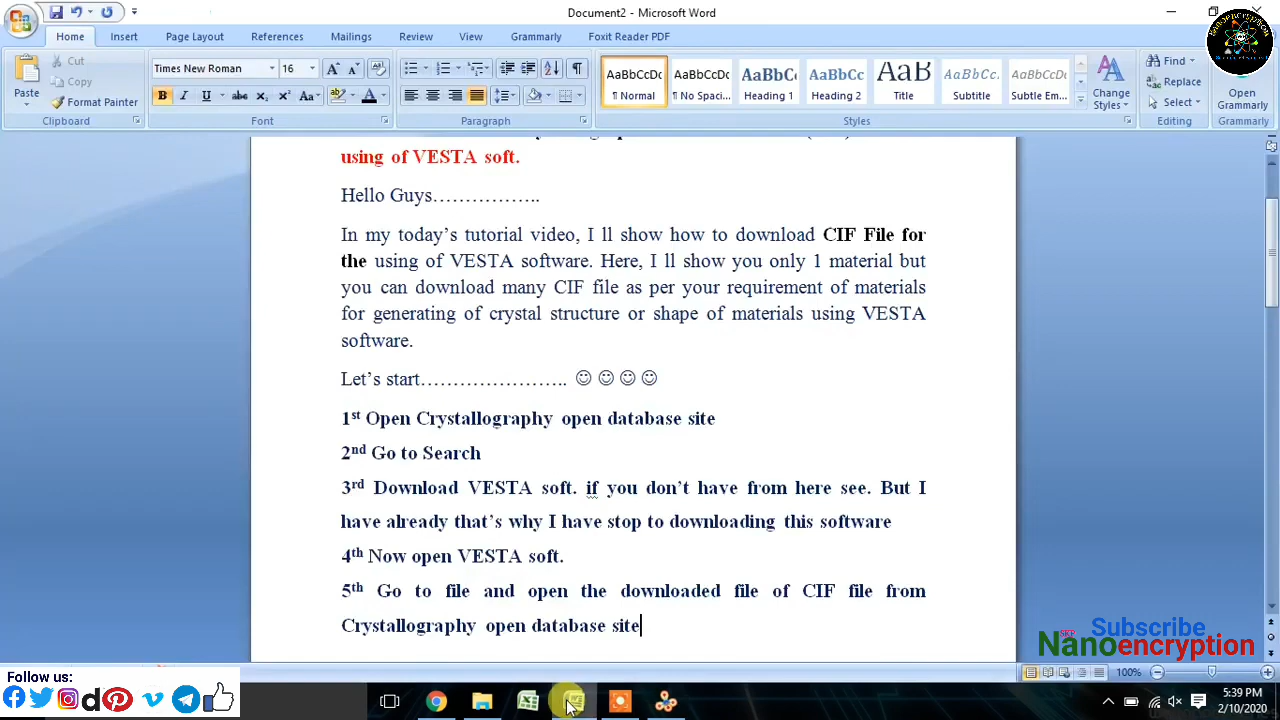 Document2 - Microsoft Word
Home Insert Page Layout References Mailings Review View Grammarly Foxit Reader PDF
Paste Cut Copy Format Painter Clipboard
Times New Roman 16 Font
Paragraph
AaBbCcDc AaBbCcDc AaBbCc AaBbCc AaB AaBbCc. AaBbCcDc
¶ Normal ¶ No Spaci... Heading 1 Heading 2 Title Subtitle Subtle Em...
Change Styles Styles
Find Replace Select Editing
Open Grammarly Grammarly
using of VESTA soft.
Hello Guys……………..
In my today’s tutorial video, I ll show how to download CIF File for
the using of VESTA software. Here, I ll show you only 1 material but
you can download many CIF file as per your requirement of materials
for generating of crystal structure or shape of materials using VESTA
software.
Let’s start………………….. ☺ ☺ ☺ ☺
1st Open Crystallography open database site
2nd Go to Search
3rd Download VESTA soft. if you don’t have from here see. But I
have already that’s why I have stop to downloading this software
4th Now open VESTA soft.
5th Go to file and open the downloaded file of CIF file from
Crystallography open database site
Subscribe
SRP
Nanoencryption
100%
Follow us:
5:39 PM
2/10/2020